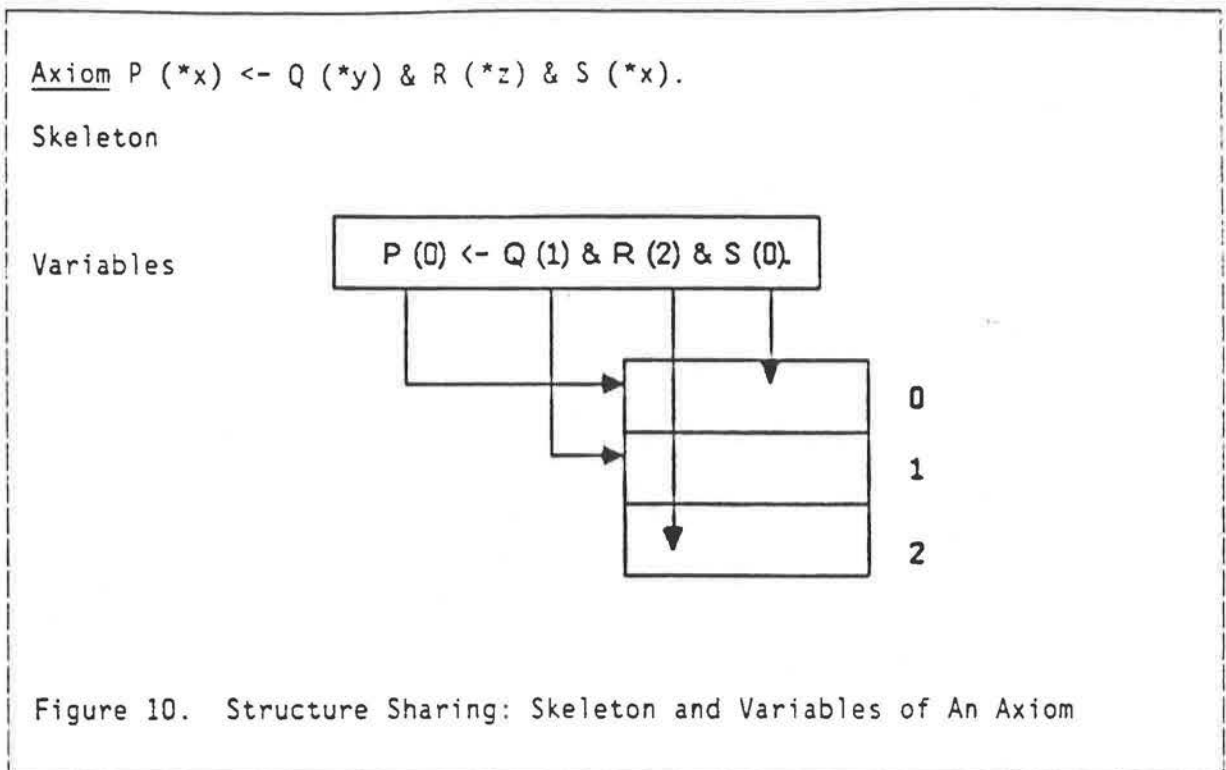 Axiom P (*x) <- Q (*y) & R (*z) & S (*x).
Skeleton
Variables
P (0) <- Q (1) & R (2) & S (0).
0
1
2
Figure 10. Structure Sharing: Skeleton and Variables of An Axiom